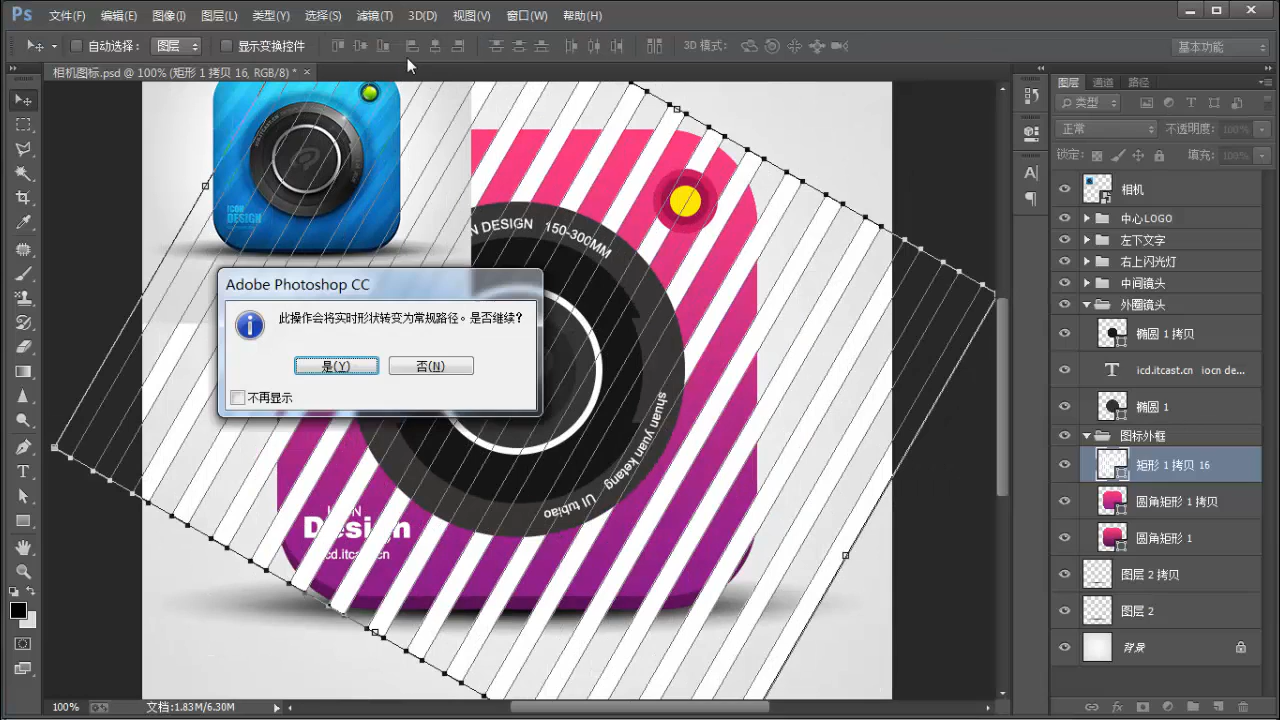 Ps 文件(F) 编辑(E) 图像(I) 图层(L) 类型(Y) 选择(S) 滤镜(T) 3D(D) 视图(V) 窗口(W) 帮助(H)
自动选择: 图层 显示变换控件 3D 模式: 基本功能
相机图标.psd @ 100% (矩形 1 拷贝 16, RGB/8) * ×
图层 通道 路径
类型
正常 不透明度: 100%
锁定: 填充: 100%
相机
中心LOGO
左下文字
右上闪光灯
中间镜头
外圈镜头
椭圆 1 拷贝
icd.itcast.cn iocn de...
椭圆 1
图标外框
矩形 1 拷贝 16
圆角矩形 1 拷贝
圆角矩形 1
图层 2 拷贝
图层 2
背景
ICON
DESIGN
N DESIGN 150-300MM
shuan yuan ketang
UI tubiao
Adobe Photoshop CC
此操作会将实时形状转变为常规路径。是否继续?
是(Y) 否(N)
不再显示
ICON
Design
icd.itcast.cn
100% 文档:1.83M/6.30M